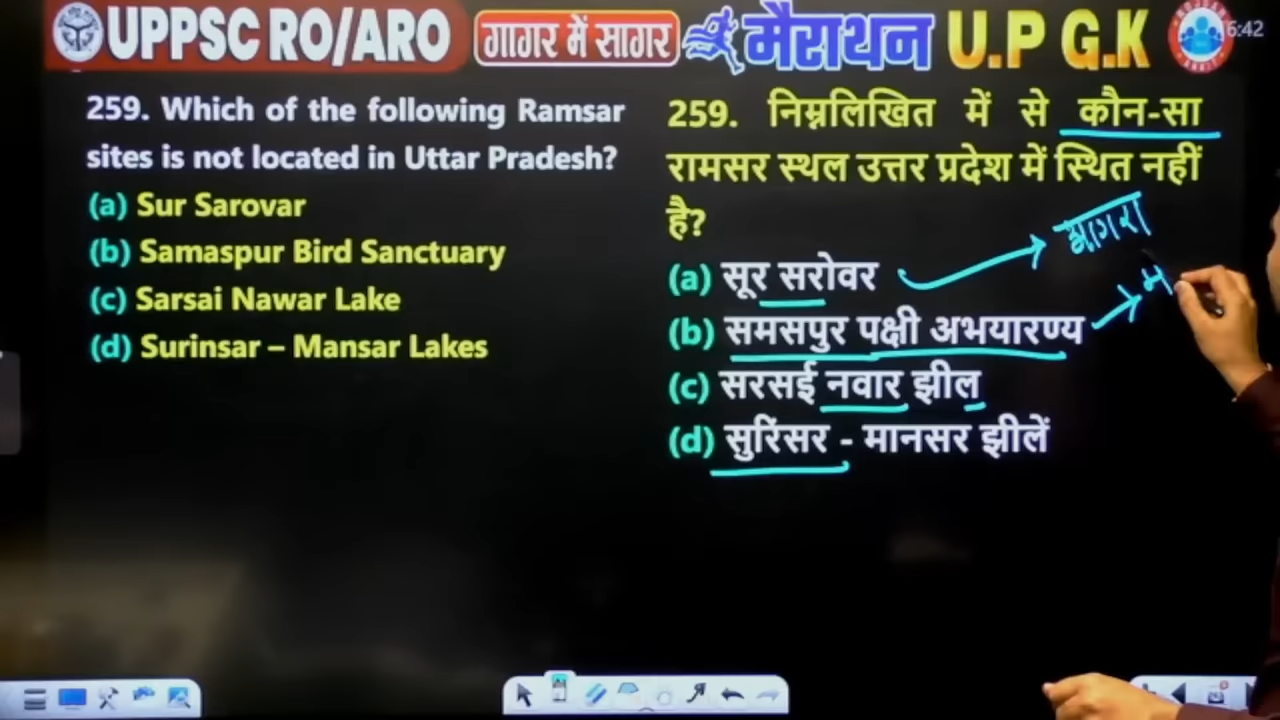 UPPSC RO/ARO गागर में सागर मैराथन U.P G.K
259. Which of the following Ramsar
sites is not located in Uttar Pradesh?
(a) Sur Sarovar
(b) Samaspur Bird Sanctuary
(c) Sarsai Nawar Lake
(d) Surinsar – Mansar Lakes
259. निम्नलिखित में से कौन-सा
रामसर स्थल उत्तर प्रदेश में स्थित नहीं
है?
(a) सूर सरोवर
आगरा
(b) समसपुर पक्षी अभयारण्य
(c) सरसई नवार झील
(d) सुरिंसर - मानसर झीलें